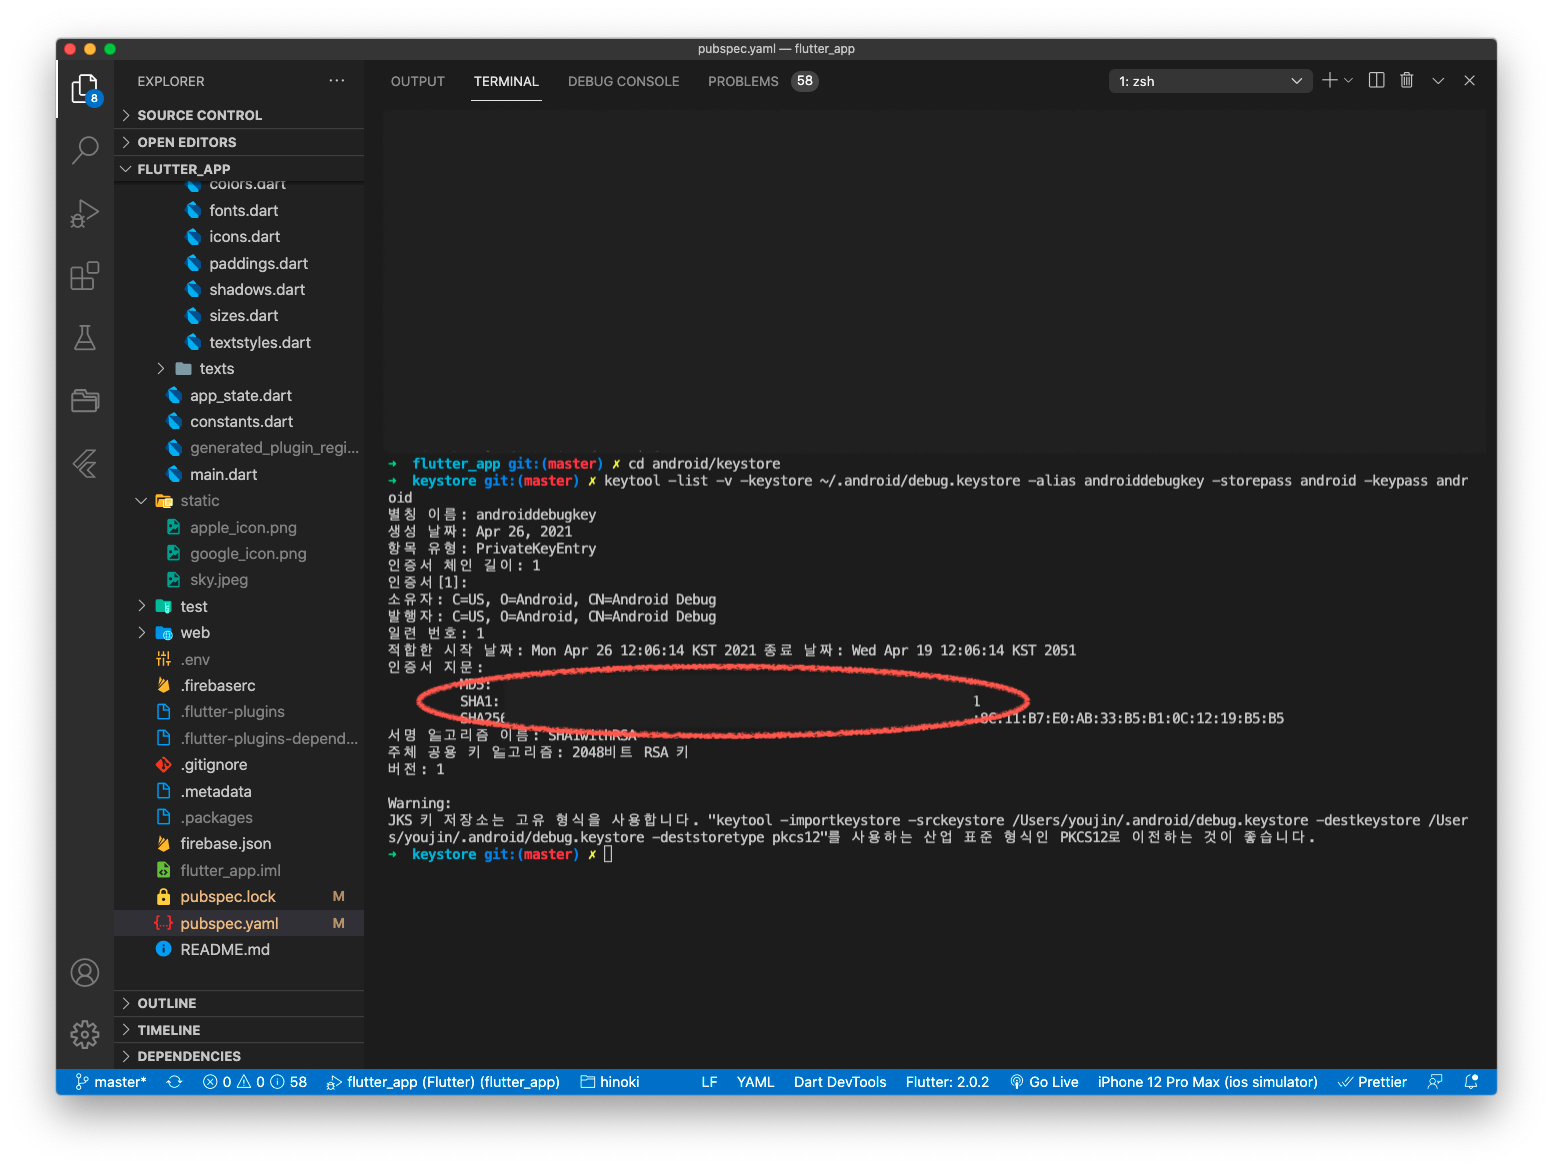 pubspec.yaml — flutter_app
EXPLORER
8
SOURCE CONTROL
OPEN EDITORS
FLUTTER_APP
colors.dart
fonts.dart
icons.dart
paddings.dart
shadows.dart
sizes.dart
textstyles.dart
texts
app_state.dart
constants.dart
generated_plugin_regi...
main.dart
static
apple_icon.png
google_icon.png
sky.jpeg
test
web
.env
.firebaserc
.flutter-plugins
.flutter-plugins-depend...
.gitignore
.metadata
.packages
firebase.json
flutter_app.iml
pubspec.lock M
pubspec.yaml M
README.md
OUTLINE
TIMELINE
DEPENDENCIES
OUTPUT TERMINAL DEBUG CONSOLE PROBLEMS 58 1: zsh
➜ flutter_app git:(master) ✗ cd android/keystore
➜ keystore git:(master) ✗ keytool -list -v -keystore ~/.android/debug.keystore -alias androiddebugkey -storepass android -keypass andr
oid
별칭 이름: androiddebugkey
생성 날짜: Apr 26, 2021
항목 유형: PrivateKeyEntry
인증서 체인 길이: 1
인증서[1]:
소유자: C=US, O=Android, CN=Android Debug
발행자: C=US, O=Android, CN=Android Debug
일련 번호: 1
적합한 시작 날짜: Mon Apr 26 12:06:14 KST 2021 종료 날짜: Wed Apr 19 12:06:14 KST 2051
인증서 지문:
MD5:
SHA1: 1
SHA256 :8C:11:B7:E0:AB:33:B5:B1:0C:12:19:B5:B5
서명 알고리즘 이름: SHA1withRSA
주체 공용 키 알고리즘: 2048비트 RSA 키
버전: 1
Warning:
JKS 키 저장소는 고유 형식을 사용합니다. "keytool -importkeystore -srckeystore /Users/youjin/.android/debug.keystore -destkeystore /User
s/youjin/.android/debug.keystore -deststoretype pkcs12"를 사용하는 산업 표준 형식인 PKCS12로 이전하는 것이 좋습니다.
➜ keystore git:(master) ✗
master* 0 0 58 flutter_app (Flutter) (flutter_app) hinoki LF YAML Dart DevTools Flutter: 2.0.2 Go Live iPhone 12 Pro Max (ios simulator) Prettier